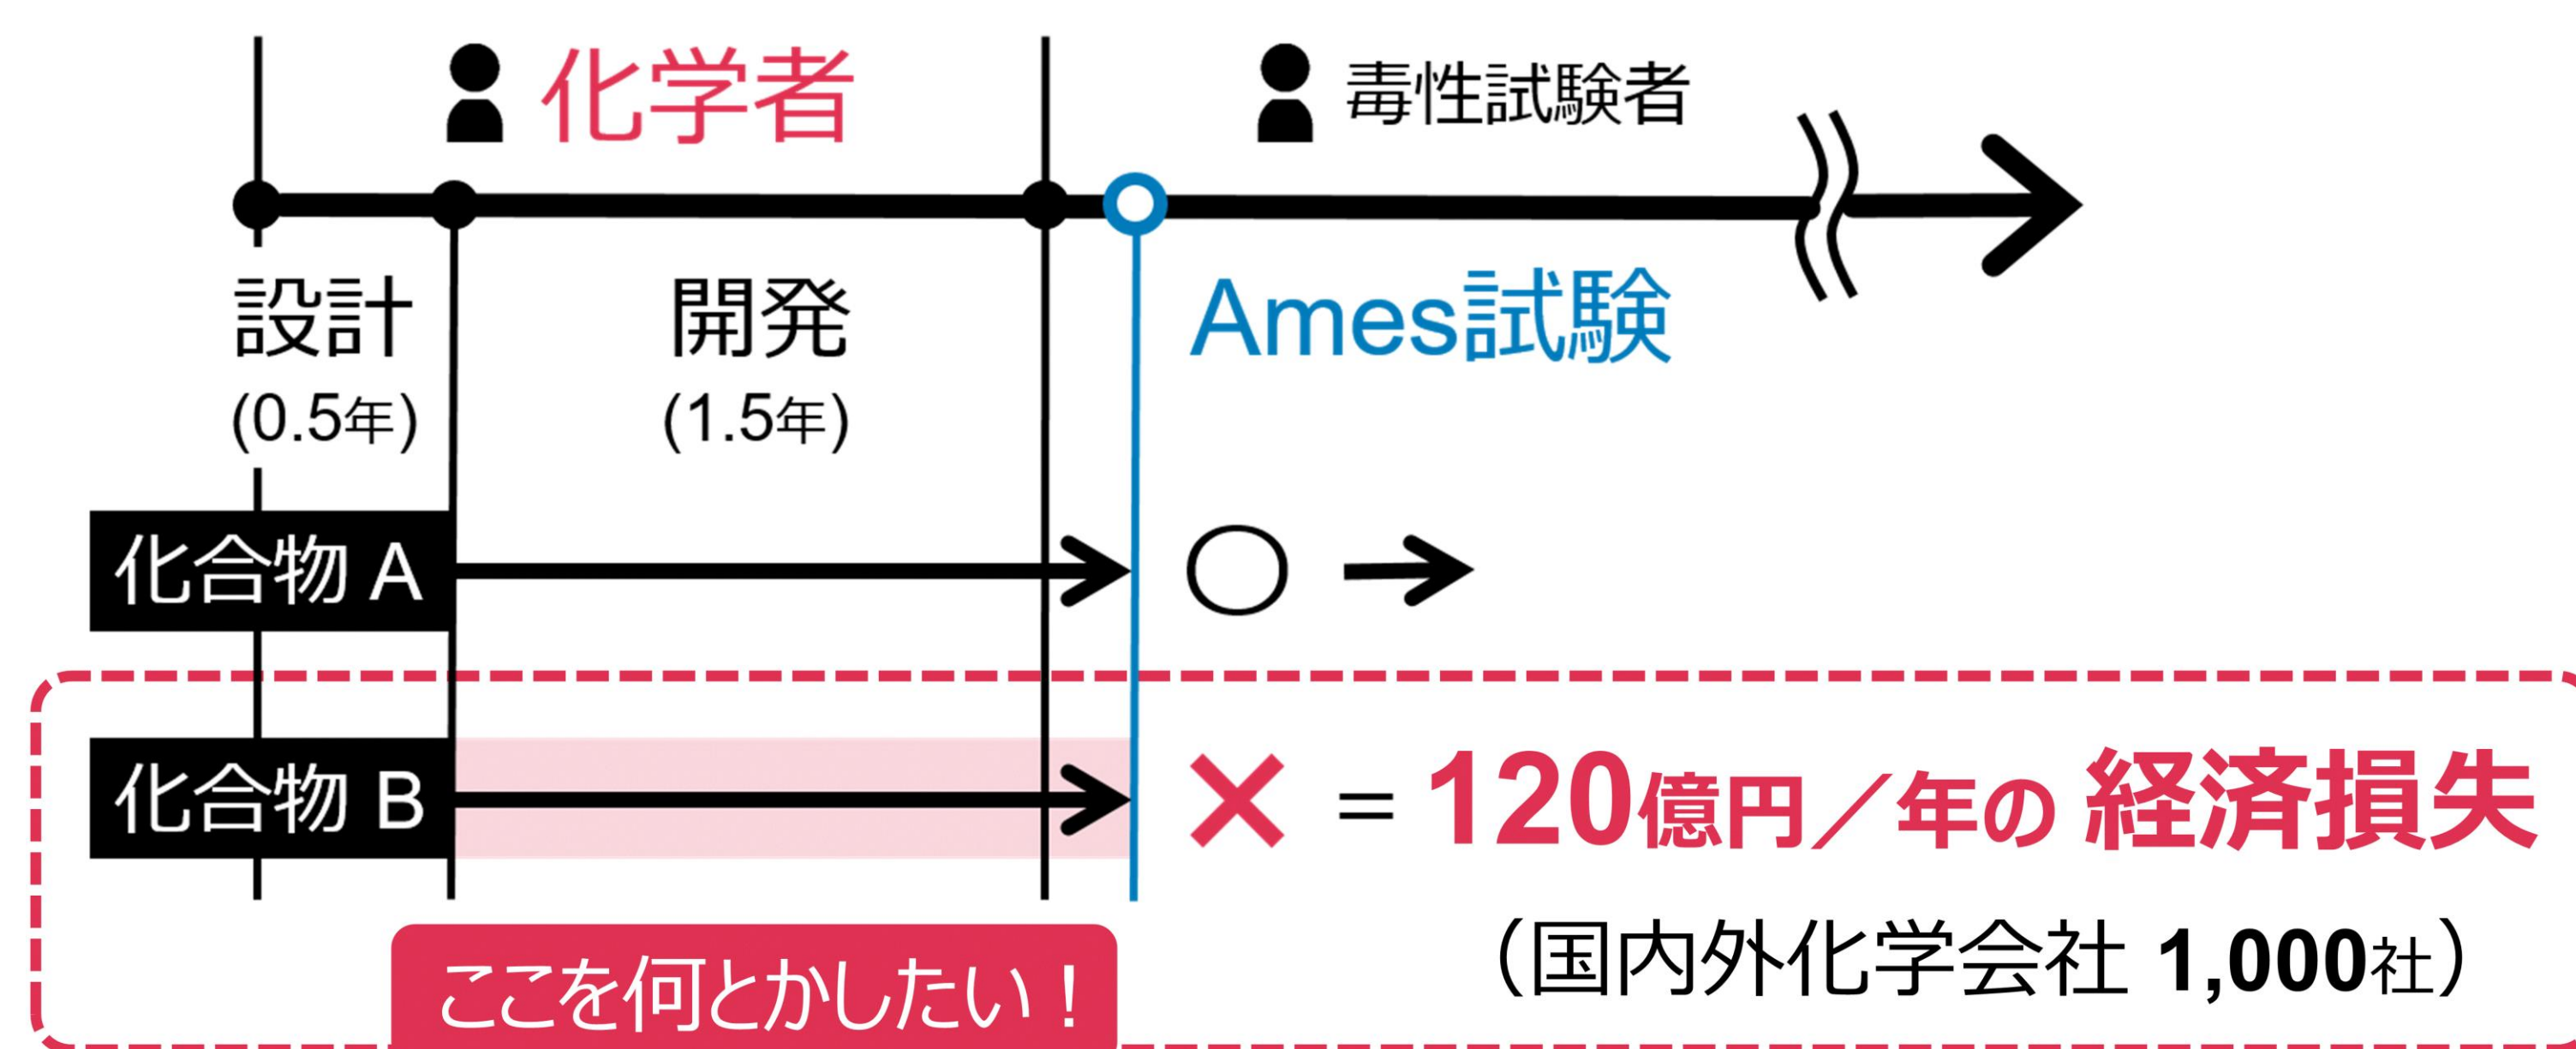 化学者
毒性試験者
設計
(0.5年)
開発
(1.5年)
Ames試験
化合物 A
○
化合物 B
× = 120億円／年の 経済損失
（国内外化学会社 1,000社）
ここを何とかしたい！